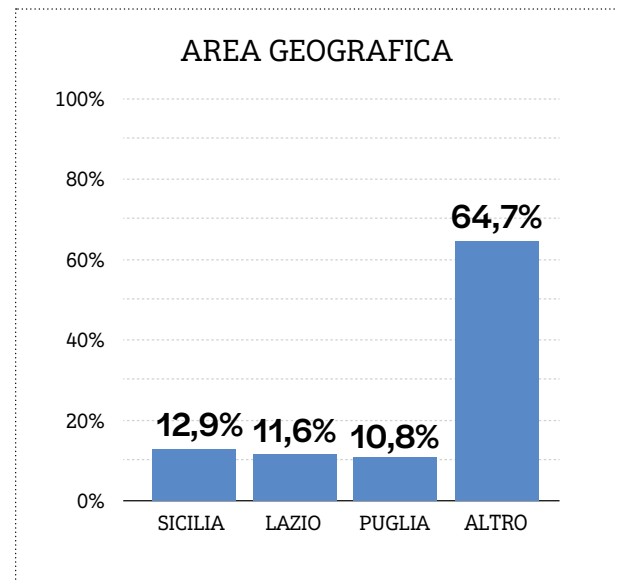 AREA GEOGRAFICA
100%
80%
64,7%
60%
40%
20%
12,9% 11,6% 10,8%
0%
SICILIA LAZIO PUGLIA ALTRO